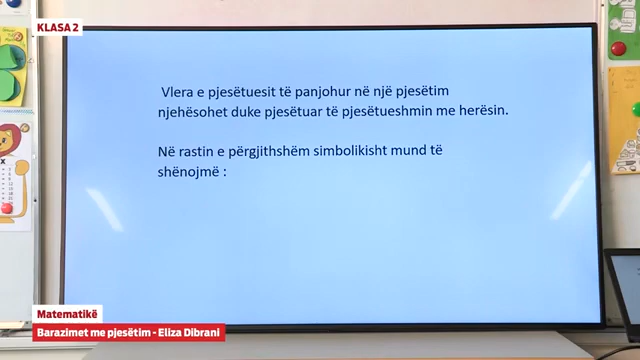 KLASA 2
Vlera e pjesëtuesit të panjohur në një pjesëtim
njehësohet duke pjesëtuar të pjesëtueshmin me herësin.
Në rastin e përgjithshëm simbolikisht mund të
shënojmë :
Matematikë
Barazimet me pjesëtim - Eliza Dibrani